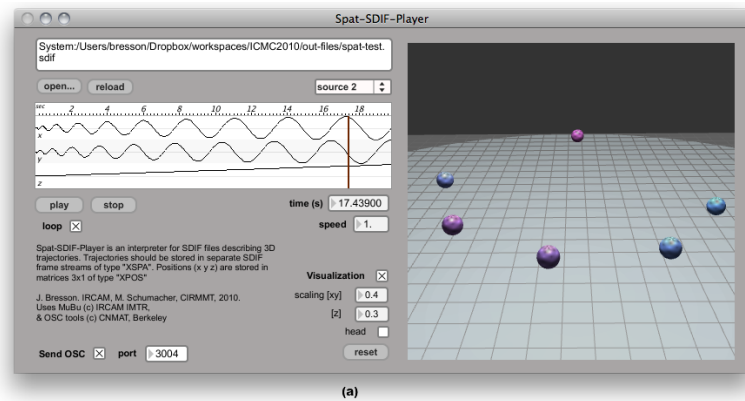 Spat-SDIF-Player
System:/Users/bresson/Dropbox/workspaces/ICMC2010/out-files/spat-test.
sdif
open... reload source 2
sec 2 4 6 8 10 12 14 16 18
x
y
z
play stop time (s) 17.43900
loop speed 1.
Spat-SDIF-Player is an interpreter for SDIF files describing 3D
trajectories. Trajectories should be stored in separate SDIF
frame streams of type "XSPA". Positions (x y z) are stored in
matrices 3x1 of type "XPOS"
Visualization
J. Bresson. IRCAM, M. Schumacher, CIRMMT, 2010.
Uses MuBu (c) IRCAM IMTR,
& OSC tools (c) CNMAT, Berkeley
scaling [xy] 0.4
[z] 0.3
head
Send OSC port 3004 reset
(a)